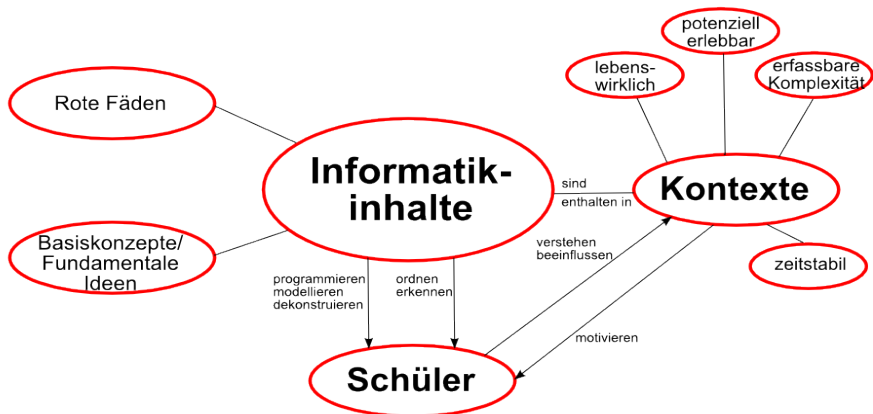 potenziell
erlebbar
lebens-
wirklich
erfassbare
Komplexität
Rote Fäden
Informatik-
inhalte
sind
enthalten in
Kontexte
Basiskonzepte/
Fundamentale
Ideen
verstehen
beeinflussen
zeitstabil
programmieren
modellieren
dekonstruieren
ordnen
erkennen
motivieren
Schüler